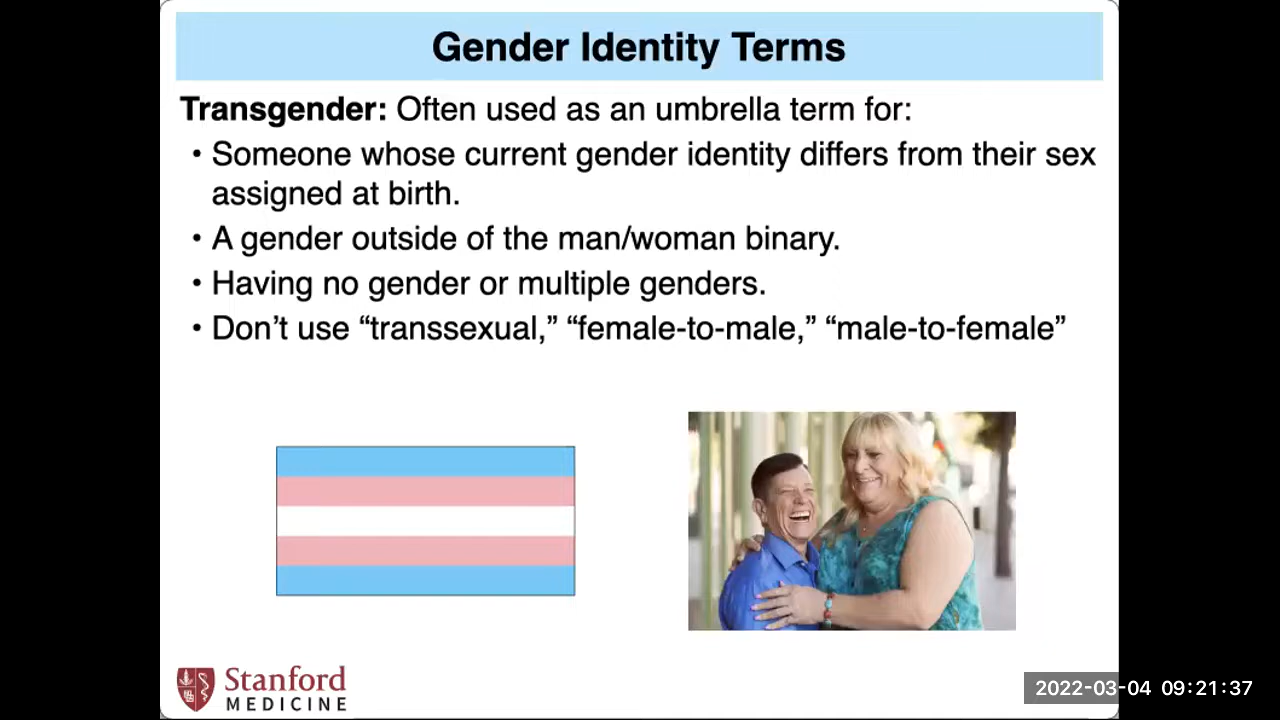 Gender Identity Terms
Transgender: Often used as an umbrella term for:
• Someone whose current gender identity differs from their sex
assigned at birth.
• A gender outside of the man/woman binary.
• Having no gender or multiple genders.
• Don’t use “transsexual,” “female-to-male,” “male-to-female”
Stanford
MEDICINE
2022-03-04 09:21:37